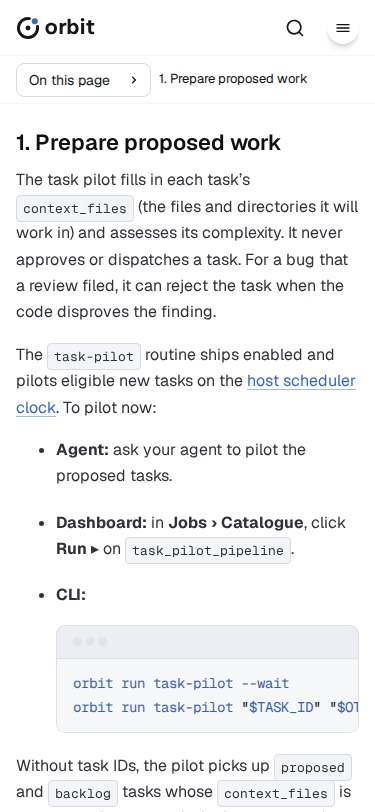 orbit
On this page
1. Prepare proposed work
1. Prepare proposed work
The task pilot fills in each task’s
context_files (the files and directories it will
work in) and assesses its complexity. It never
approves or dispatches a task. For a bug that
a review filed, it can reject the task when the
code disproves the finding.
The task-pilot routine ships enabled and
pilots eligible new tasks on the host scheduler
clock. To pilot now:
• Agent: ask your agent to pilot the
proposed tasks.
• Dashboard: in Jobs › Catalogue, click
Run ▸ on task_pilot_pipeline.
• CLI:
orbit run task-pilot --wait
orbit run task-pilot "$TASK_ID" "$OT
Without task IDs, the pilot picks up proposed
and backlog tasks whose context_files is